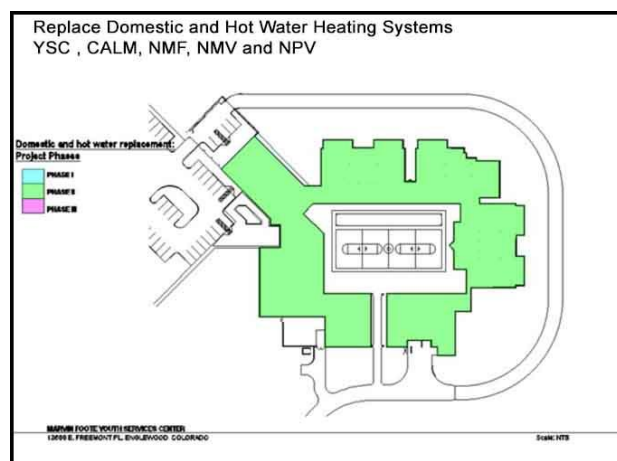 Replace Domestic and Hot Water Heating Systems
YSC , CALM, NMF, NMV and NPV
Domestic and hot water replacement:
Project Phases
PHASE I
PHASE II
PHASE III
MARVIN FOOTE YOUTH SERVICES CENTER
13500 E. FREEMONT PL, ENGLEWOOD COLORADO
Scale: NTS